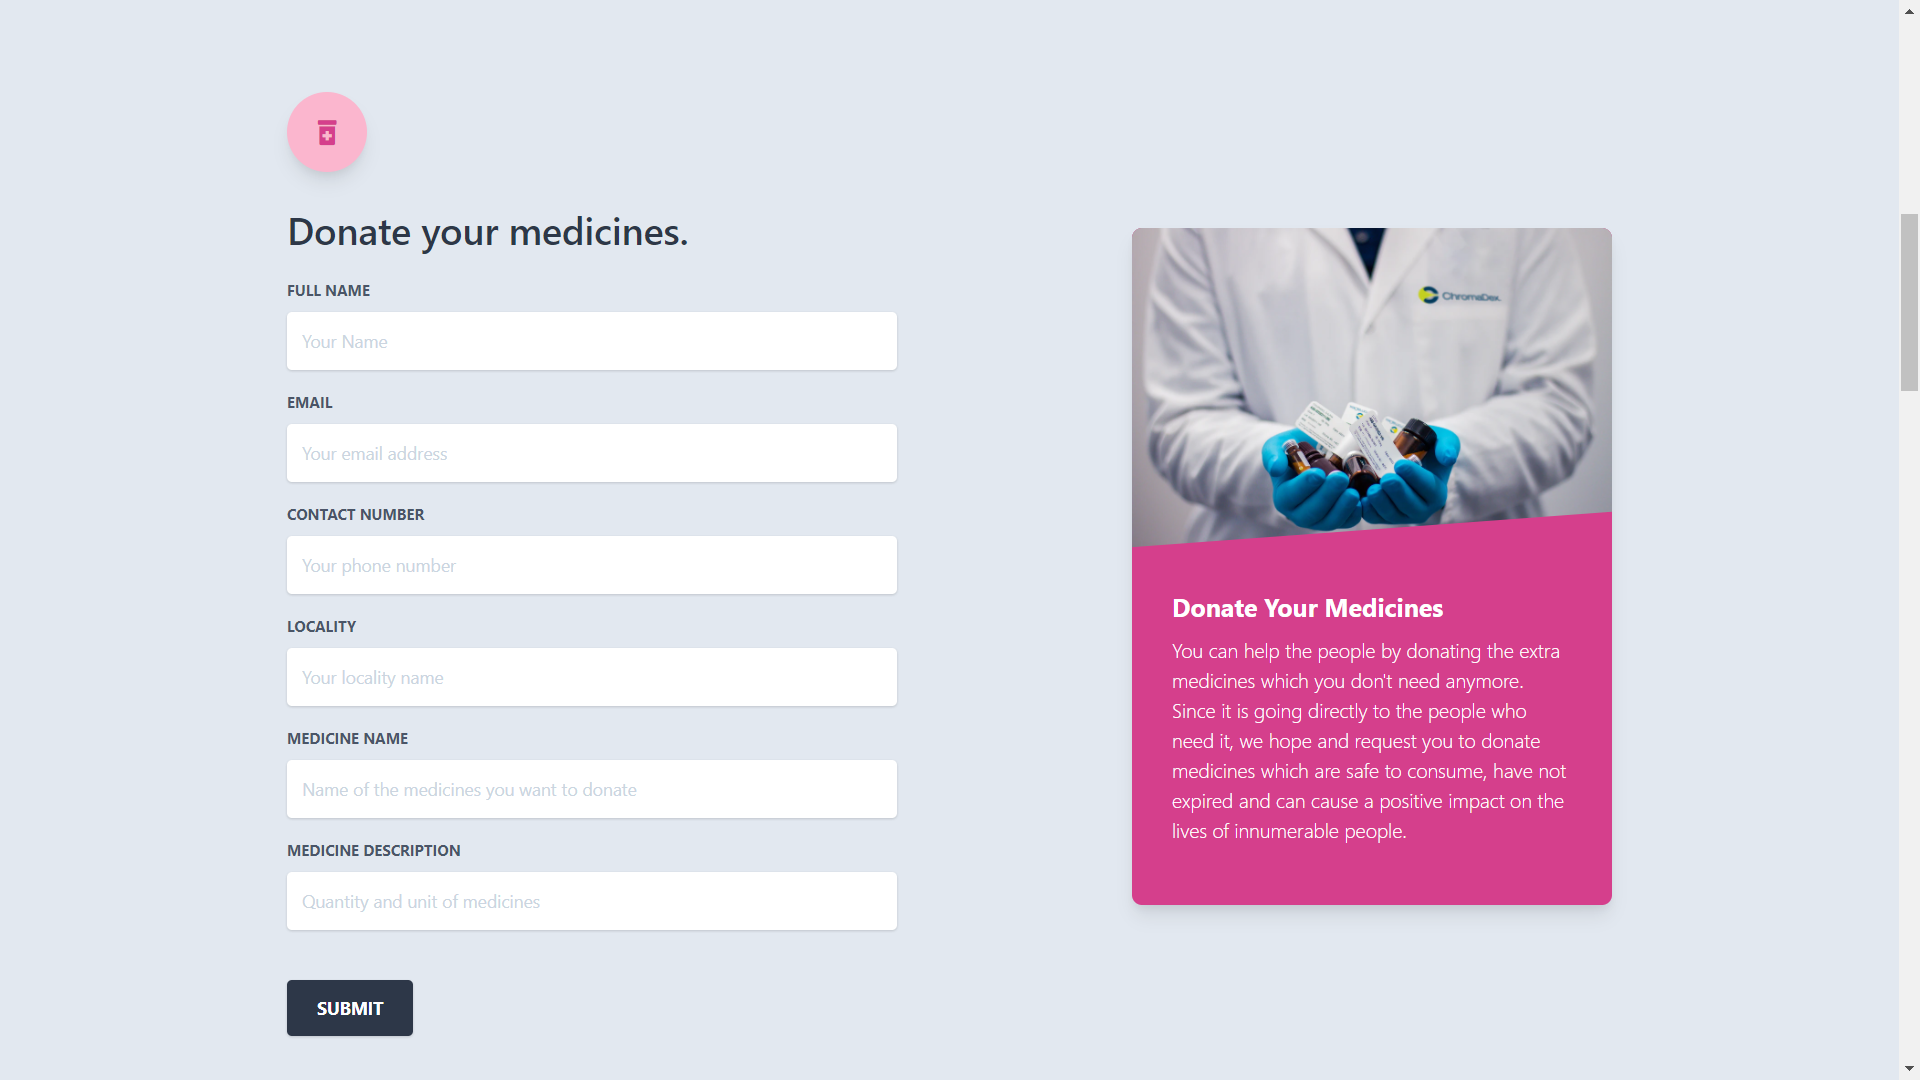 Donate your medicines.
FULL NAME
Your Name
EMAIL
Your email address
CONTACT NUMBER
Your phone number
LOCALITY
Your locality name
MEDICINE NAME
Name of the medicines you want to donate
MEDICINE DESCRIPTION
Quantity and unit of medicines
SUBMIT
ChromaDex
Donate Your Medicines
You can help the people by donating the extra
medicines which you don't need anymore.
Since it is going directly to the people who
need it, we hope and request you to donate
medicines which are safe to consume, have not
expired and can cause a positive impact on the
lives of innumerable people.